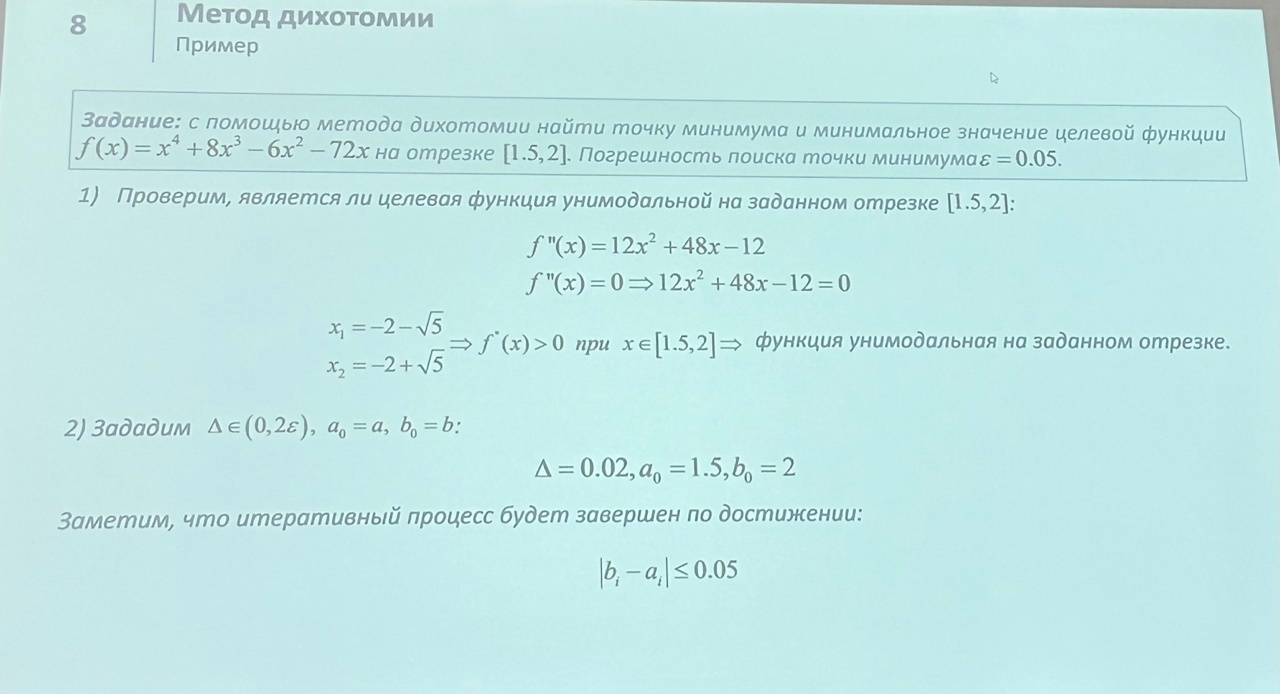 8
Метод дихотомии
Пример
Задание: с помощью метода дихотомии найти точку минимума и минимальное значение целевой функции
f(x) = x⁴ + 8x³ − 6x² − 72x на отрезке [1.5, 2]. Погрешность поиска точки минимума ε = 0.05.
1) Проверим, является ли целевая функция унимодальной на заданном отрезке [1.5, 2]:
f "(x) = 12x² + 48x − 12
f "(x) = 0 ⇒ 12x² + 48x − 12 = 0
x₁ = −2 − √5
x₂ = −2 + √5
⇒ f "(x) > 0 при x ∈ [1.5, 2] ⇒ функция унимодальная на заданном отрезке.
2) Зададим Δ ∈ (0, 2ε), a₀ = a, b₀ = b:
Δ = 0.02, a₀ = 1.5, b₀ = 2
Заметим, что итеративный процесс будет завершен по достижении:
|bᵢ − aᵢ| ≤ 0.05